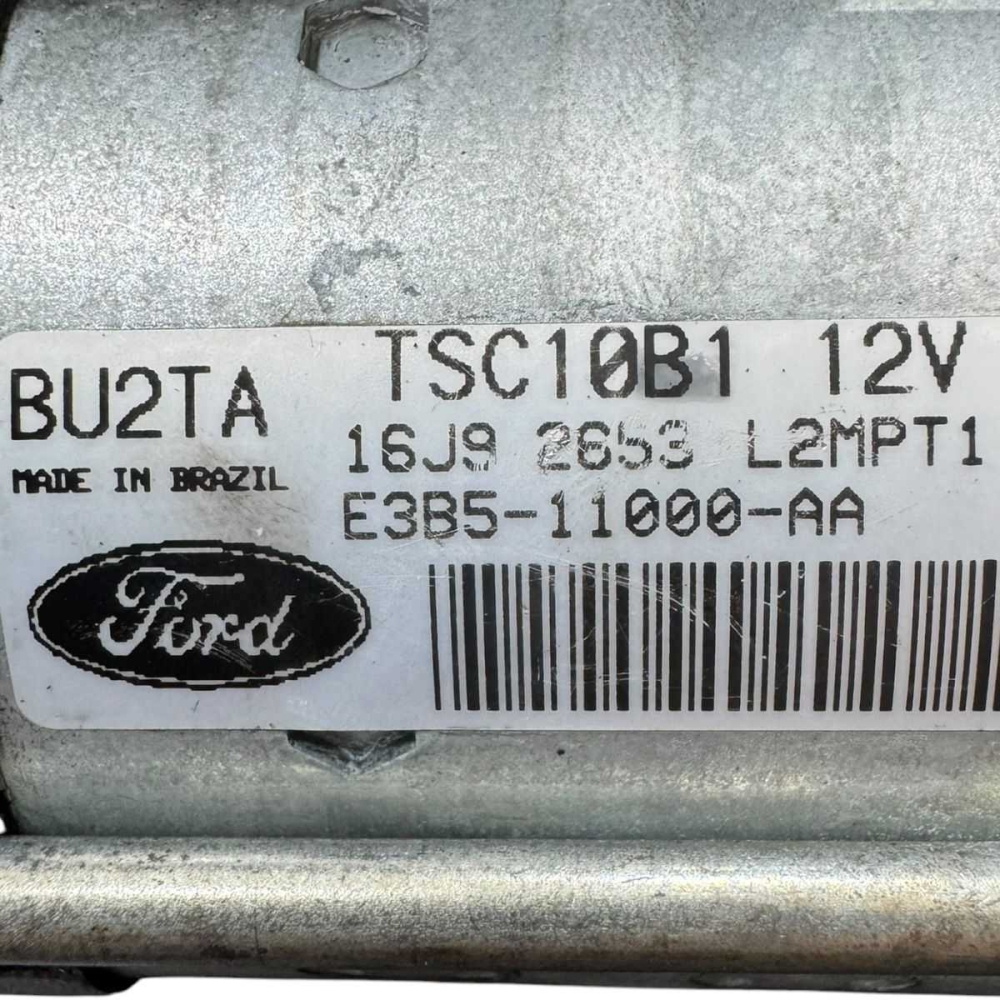 TSC10B1 12V
BU2TA
16J9 2653 L2MPT1
MADE IN BRAZIL
E3B5-11000-AA
Ford